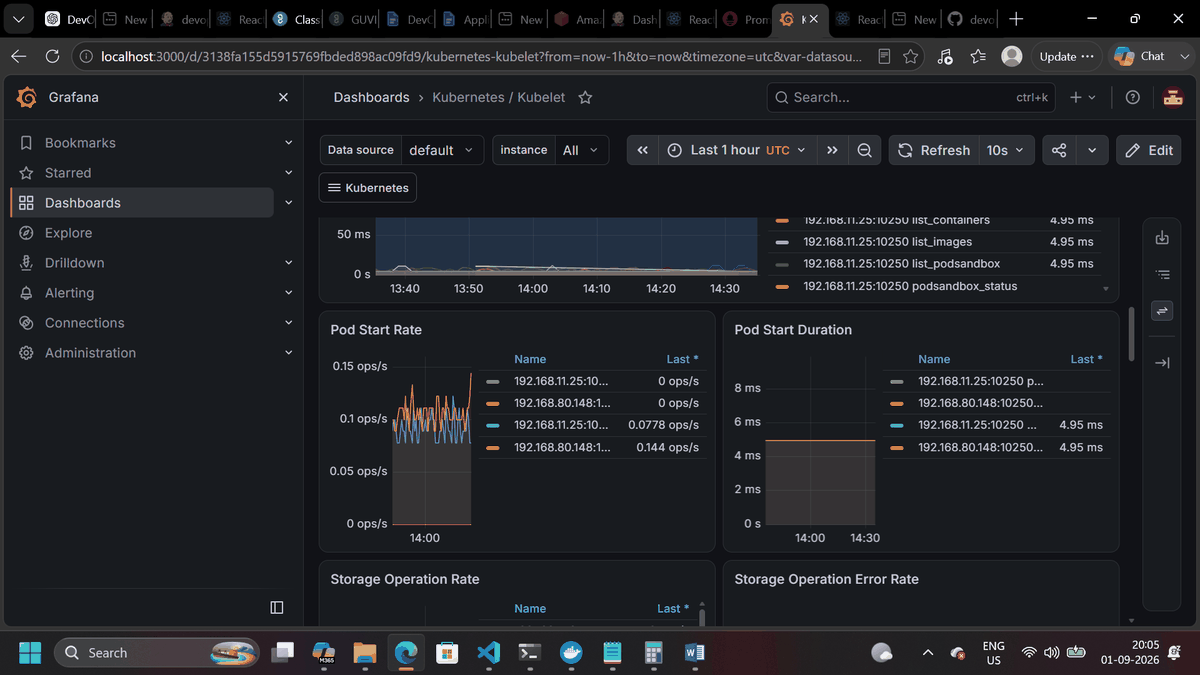 DevC
New
devo
Reac
Class
GUVI
DevC
Appl
New
Ama
Dash
Reac
Pron
K
Reac
New
devo
localhost:3000/d/3138fa155d5915769fbded898ac09fd9/kubernetes-kubelet?from=now-1h&to=now&timezone=utc&var-datasou...
Update
Chat
Grafana
Dashboards › Kubernetes / Kubelet
Search...
ctrl+k
Bookmarks
Starred
Dashboards
Explore
Drilldown
Alerting
Connections
Administration
Data source
default
instance
All
Last 1 hour UTC
Refresh
10s
Edit
Kubernetes
50 ms
0 s
13:40 13:50 14:00 14:10 14:20 14:30
192.168.11.25:10250 list_containers 4.95 ms
192.168.11.25:10250 list_images 4.95 ms
192.168.11.25:10250 list_podsandbox 4.95 ms
192.168.11.25:10250 podsandbox_status
Pod Start Rate
0.15 ops/s
0.1 ops/s
0.05 ops/s
0 ops/s
14:00
Name Last *
192.168.11.25:10... 0 ops/s
192.168.80.148:1... 0 ops/s
192.168.11.25:10... 0.0778 ops/s
192.168.80.148:1... 0.144 ops/s
Pod Start Duration
8 ms
6 ms
4 ms
2 ms
0 s
14:00 14:30
Name Last *
192.168.11.25:10250 p...
192.168.80.148:10250...
192.168.11.25:10250 ... 4.95 ms
192.168.80.148:10250... 4.95 ms
Storage Operation Rate
Name Last *
Storage Operation Error Rate
Search
M365
ENG
US
20:05
01-09-2026